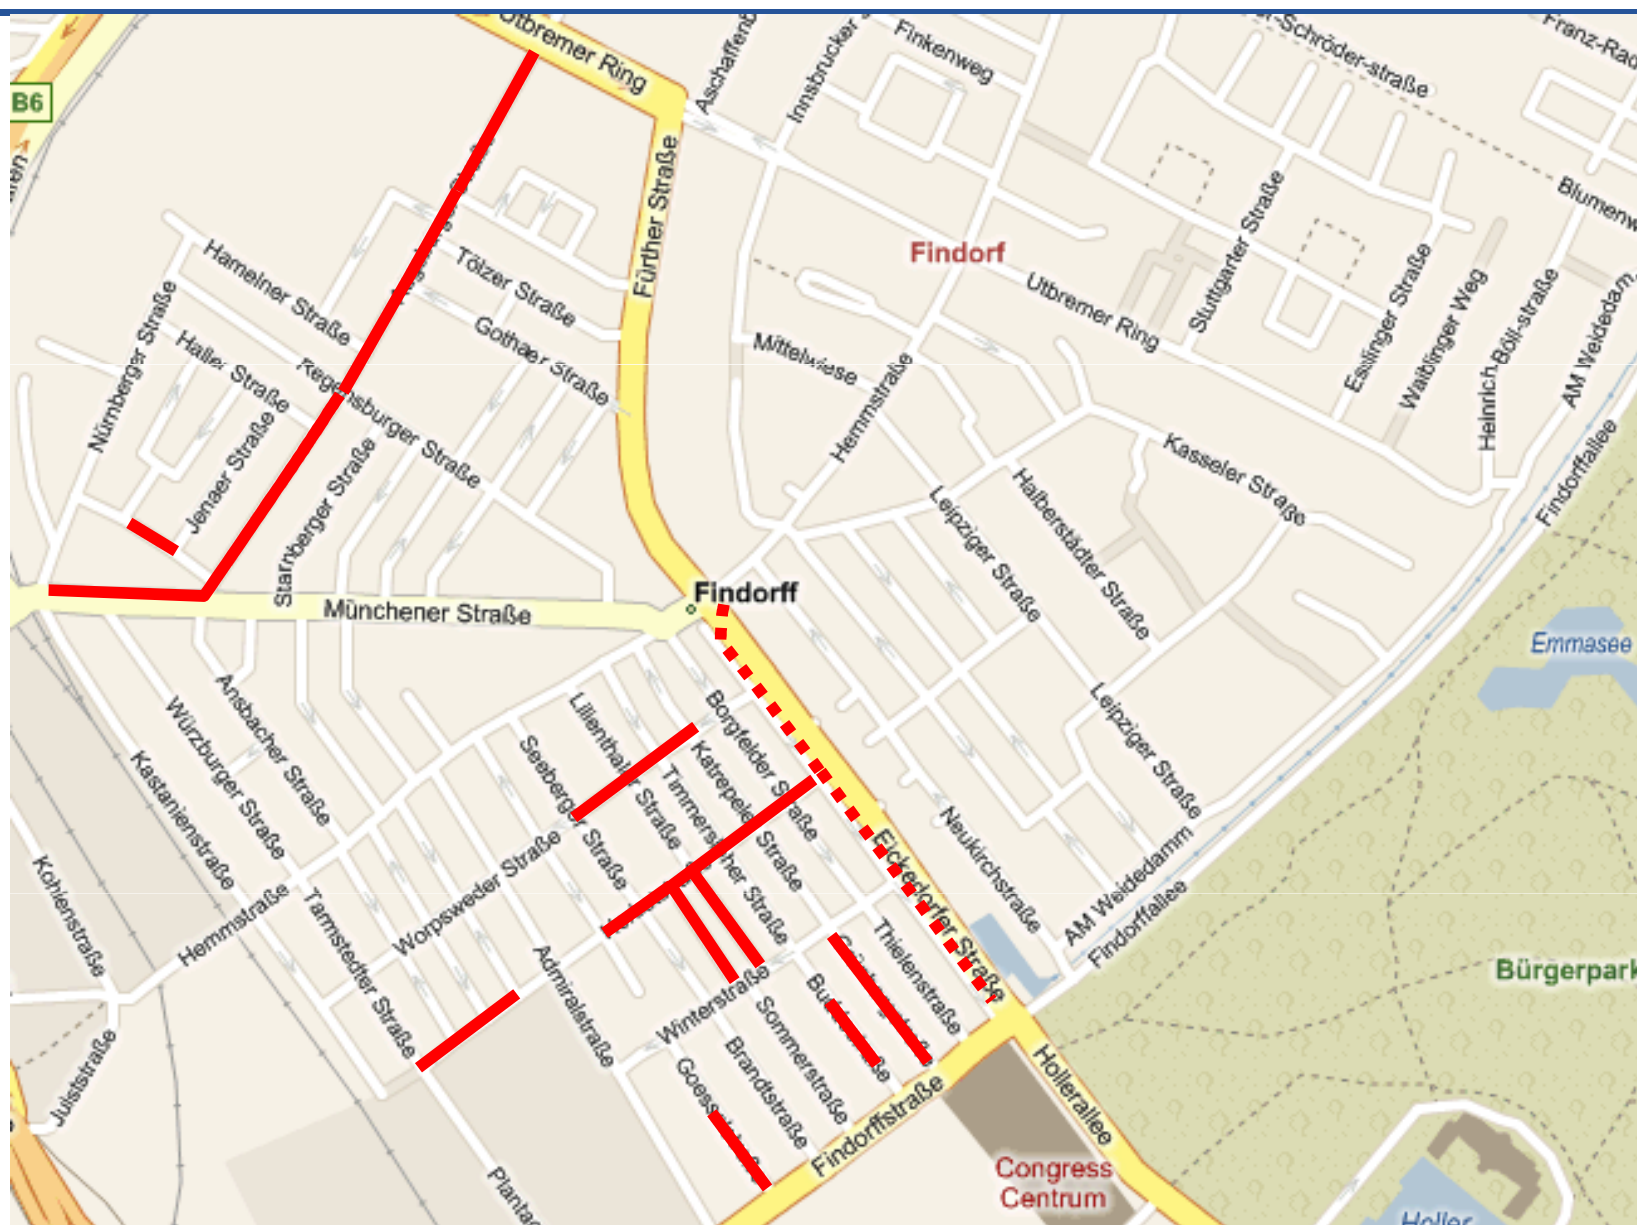 Utbremer Ring
Aschaffenb
Innsbrucker S
Finkenweg
er-Schröder-straße
Franz-Rad
B6
Fürther Straße
Blumenw
Findorf
Stuttgarter Straße
Tölzer Straße
Hamelner Straße
Utbremer Ring
Esslinger Straße
Waiblinger Weg
Heinrich-Böll-straße
AM Weidedam
Nürnberger Straße
Haller Straße
Gothaer Straße
Mittelwiese
Hemmstraße
Regensburger Straße
Jenaer Straße
Starnberger Straße
Kasseler Straße
Findorffallee
Leipziger Straße
Halberstädter Straße
Findorff
Münchener Straße
Emmasee
Ansbacher Straße
Würzburger Straße
Kastanienstraße
Lilienthaler Straße
Seeberger Straße
Borgfelder Straße
Katrepeler Straße
Timmersloher Straße
Leipziger Straße
Neukirchstraße
Eickedorfer Straße
AM Weidedamm
Findorffallee
Kohlenstraße
Hemmstraße
Tarmstedter Straße
Worpsweder Straße
Admiralstraße
Winterstraße
Thielenstraße
Bürgerpark
Sommerstraße
Brandtstraße
Juiststraße
Findorffstraße
Hollerallee
Congress
Centrum
Plantag
Holler